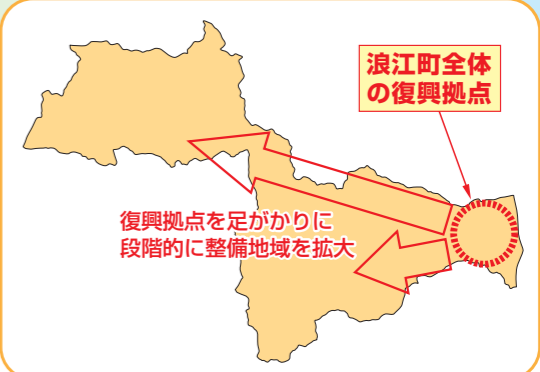 浪江町全体
の復興拠点
復興拠点を足がかりに
段階的に整備地域を拡大